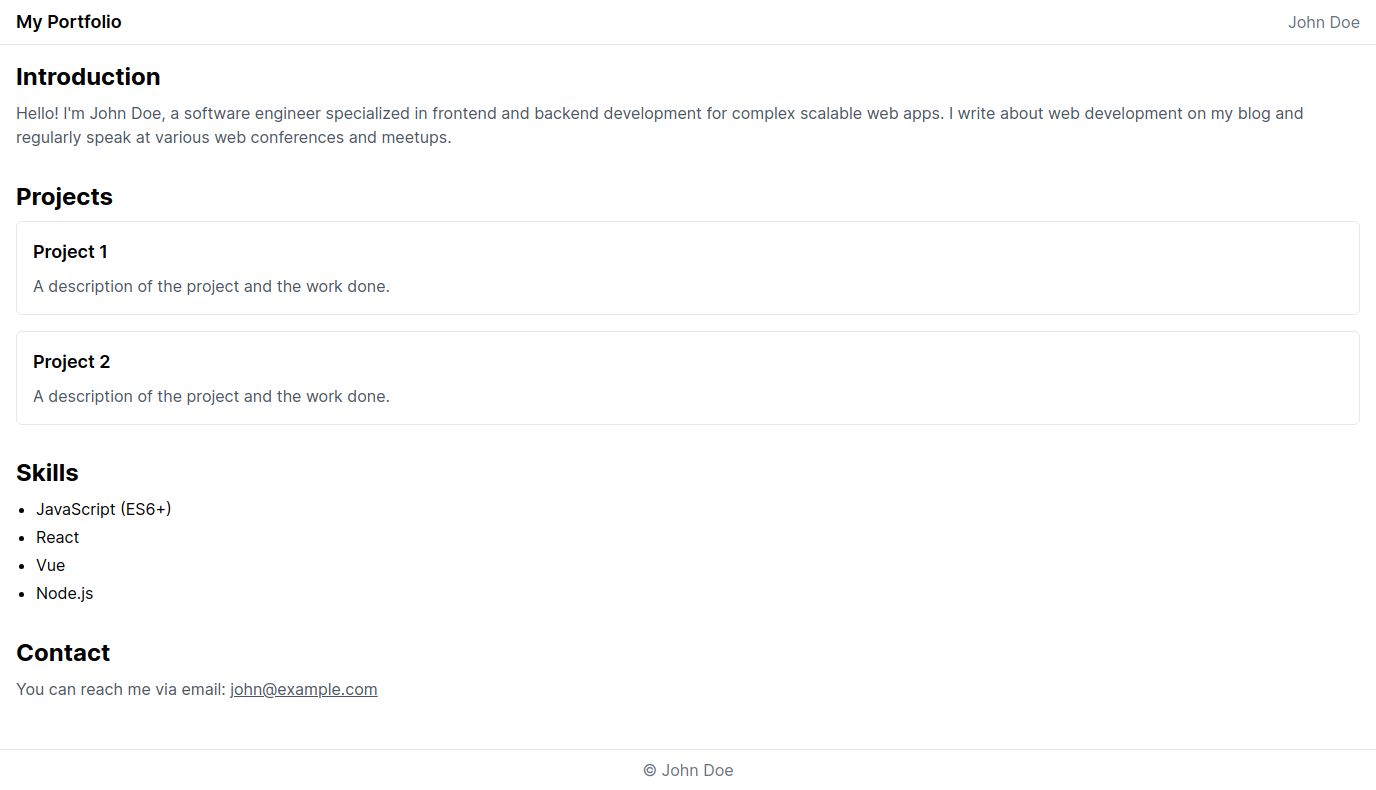 My Portfolio
John Doe
Introduction
Hello! I'm John Doe, a software engineer specialized in frontend and backend development for complex scalable web apps. I write about web development on my blog and
regularly speak at various web conferences and meetups.
Projects
Project 1
A description of the project and the work done.
Project 2
A description of the project and the work done.
Skills
• JavaScript (ES6+)
• React
• Vue
• Node.js
Contact
You can reach me via email: john@example.com
© John Doe